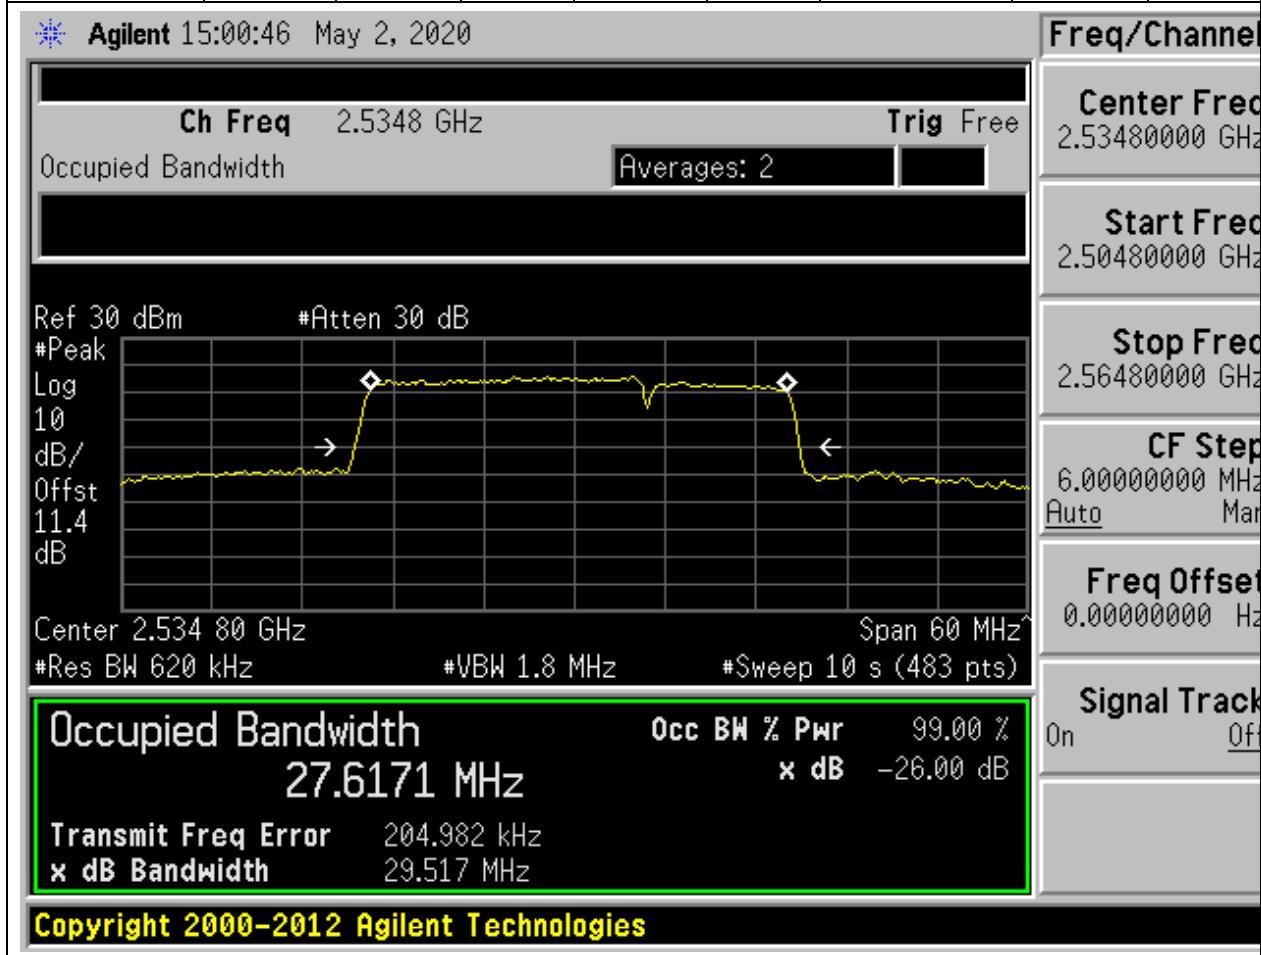 Agilent 15:00:46 May 2, 2020
Freq/Channel
Ch Freq 2.5348 GHz Trig Free
Occupied Bandwidth Averages: 2
Center Freq
2.53480000 GHz
Start Freq
2.50480000 GHz
Stop Freq
2.56480000 GHz
CF Step
6.00000000 MHz
Auto Man
Freq Offset
0.00000000 Hz
Signal Track
On Off
Ref 30 dBm #Atten 30 dB
#Peak
Log
10
dB/
Offst
11.4
dB
Center 2.534 80 GHz Span 60 MHz^
#Res BW 620 kHz #VBW 1.8 MHz #Sweep 10 s (483 pts)
Occupied Bandwidth Occ BW % Pwr 99.00 %
27.6171 MHz x dB -26.00 dB
Transmit Freq Error 204.982 kHz
x dB Bandwidth 29.517 MHz
Copyright 2000-2012 Agilent Technologies